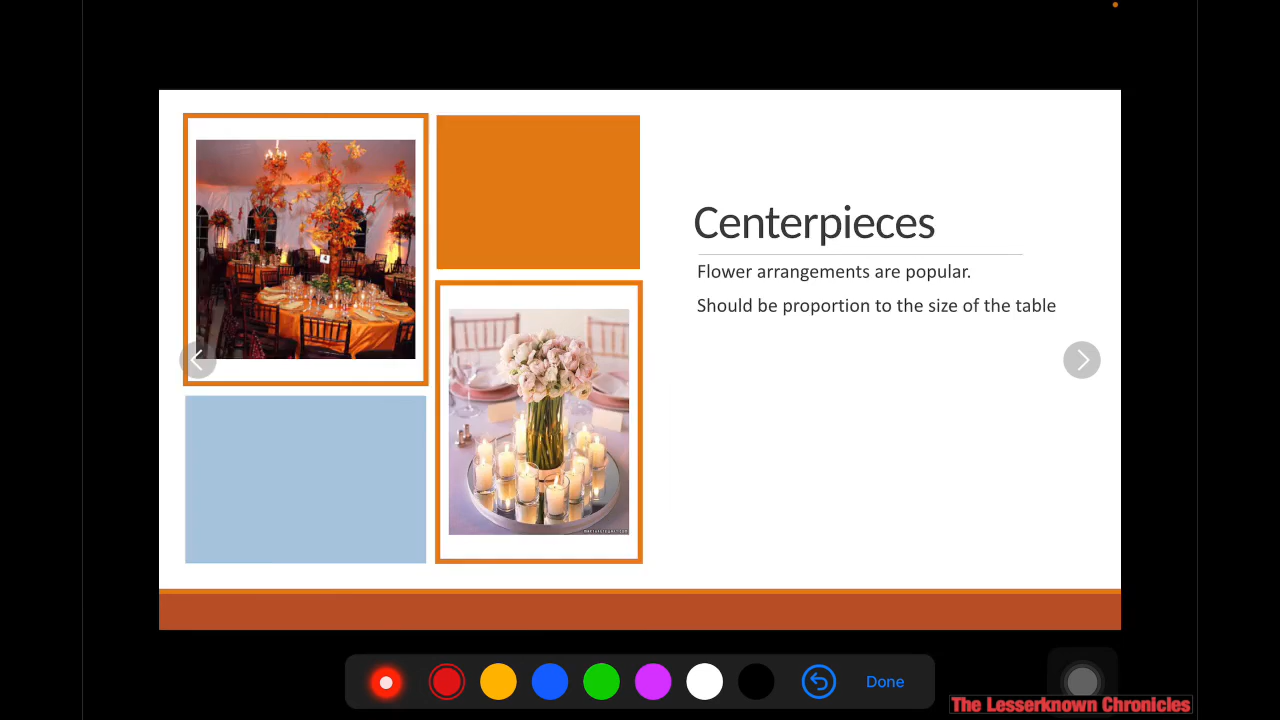 Centerpieces
Flower arrangements are popular.
Should be proportion to the size of the table
Done
The Lesserknown Chronicles